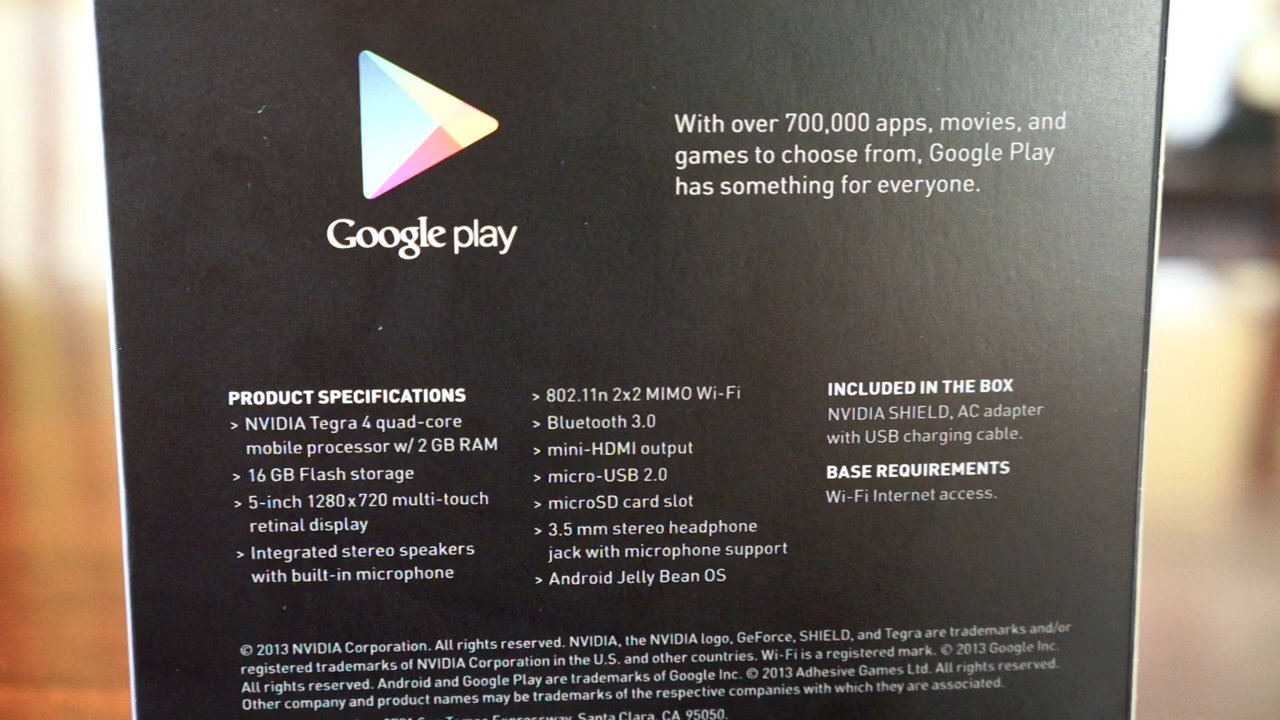 Google play
With over 700,000 apps, movies, and
games to choose from, Google Play
has something for everyone.
PRODUCT SPECIFICATIONS
> NVIDIA Tegra 4 quad-core
mobile processor w/ 2 GB RAM
> 16 GB Flash storage
> 5-inch 1280x720 multi-touch
retinal display
> Integrated stereo speakers
with built-in microphone
> 802.11n 2x2 MIMO Wi-Fi
> Bluetooth 3.0
> mini-HDMI output
> micro-USB 2.0
> microSD card slot
> 3.5 mm stereo headphone
jack with microphone support
> Android Jelly Bean OS
INCLUDED IN THE BOX
NVIDIA SHIELD, AC adapter
with USB charging cable.
BASE REQUIREMENTS
Wi-Fi Internet access.
© 2013 NVIDIA Corporation. All rights reserved. NVIDIA, the NVIDIA logo, GeForce, SHIELD, and Tegra are trademarks and/or
registered trademarks of NVIDIA Corporation in the U.S. and other countries. Wi-Fi is a registered mark. © 2013 Google Inc.
All rights reserved. Android and Google Play are trademarks of Google Inc. © 2013 Adhesive Games Ltd. All rights reserved.
Other company and product names may be trademarks of the respective companies with which they are associated.
Expressway, Santa Clara, CA 95050.